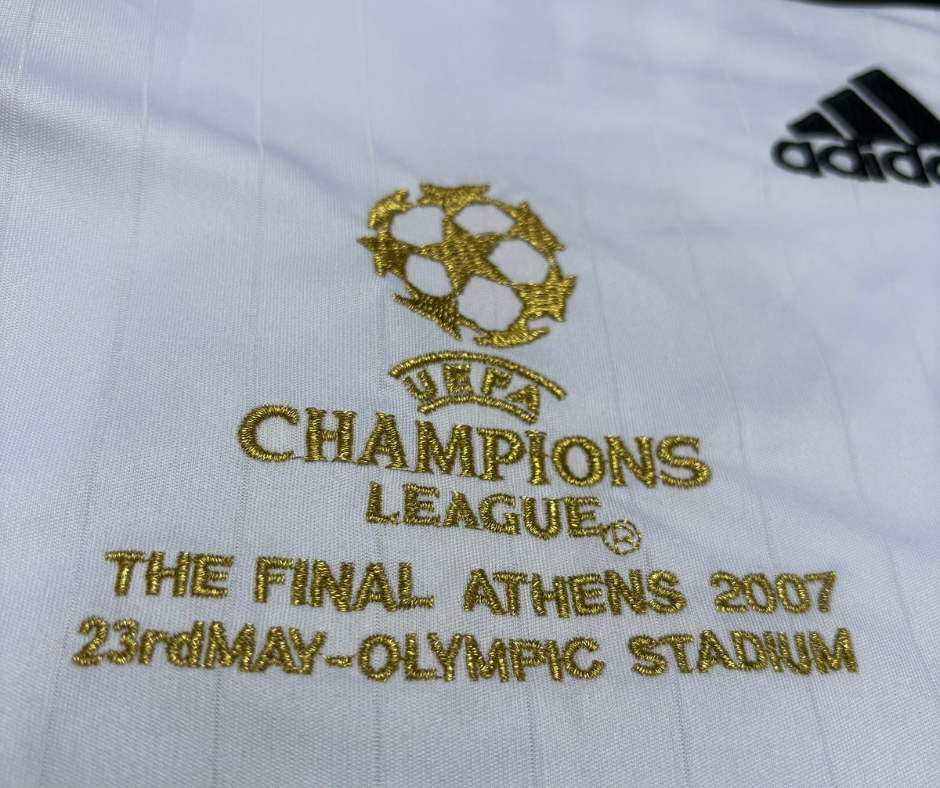 adidas
UEFA
CHAMPIONS
LEAGUE®
THE FINAL ATHENS 2007
23rdMAY-OLYMPIC STADIUM